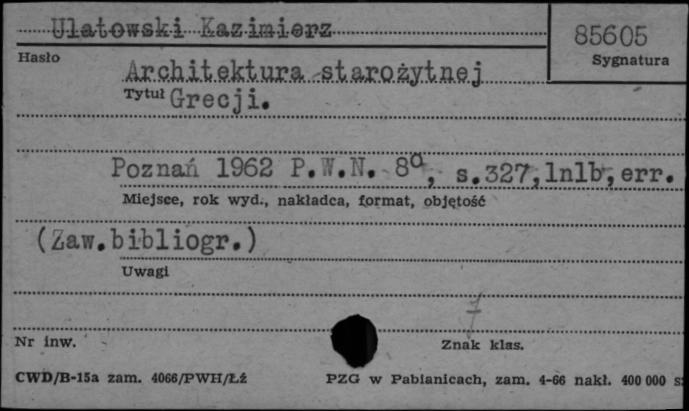 Ulatowski Kazimierz
85605
Hasło
Sygnatura
Architektura starożytnej
Tytuł Grecji.
Poznań 1962 P.W.N. 8°, s.327,1nlb,err.
Miejsce, rok wyd., nakładca, format, objętość
(Zaw.bibliogr.)
Uwagi
7
Nr inw.
Znak klas.
CWD/B-15a zam. 4066/PWH/Łź
PZG w Pabianicach, zam. 4-66 nakł. 400 000 s